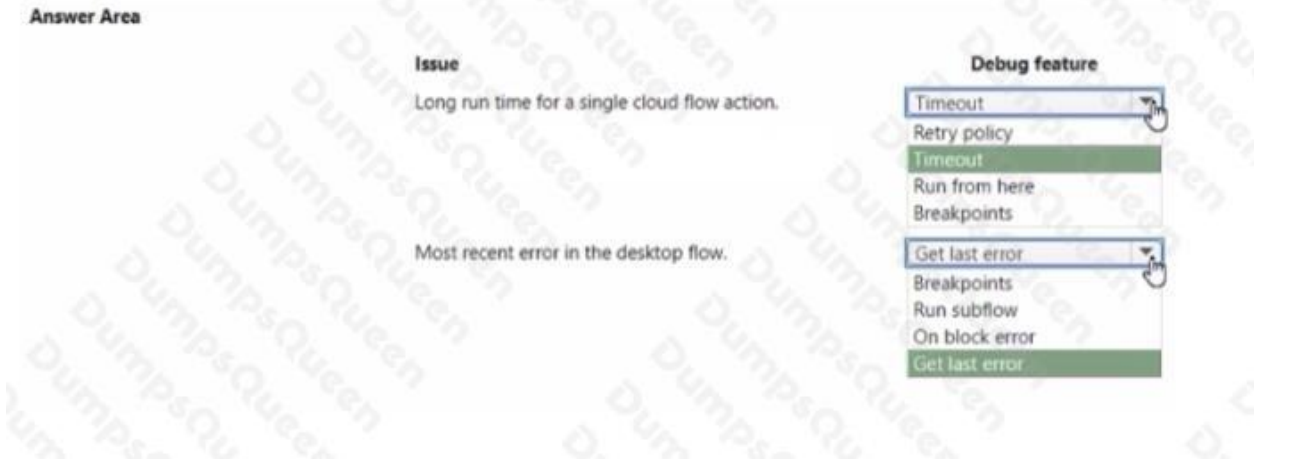 Answer Area
Issue Debug feature
Long run time for a single cloud flow action. Timeout
Retry policy
Timeout
Run from here
Breakpoints
Most recent error in the desktop flow. Get last error
Breakpoints
Run subflow
On block error
Get last error
DumpsQueen